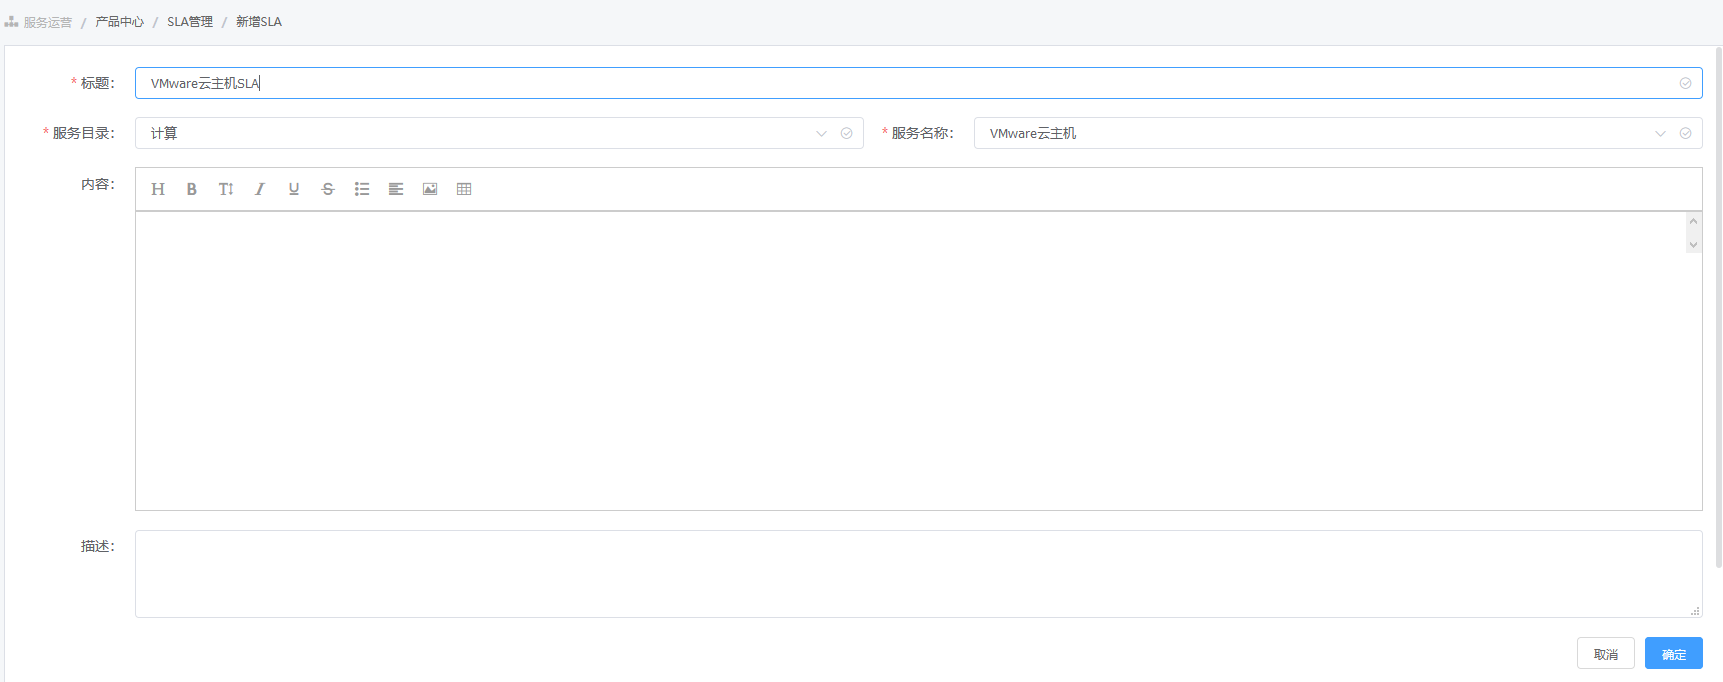 服务运营 / 产品中心 / SLA管理 / 新增SLA
* 标题： VMware云主机SLA
* 服务目录： 计算 * 服务名称： VMware云主机
内容：
描述：
取消 确定